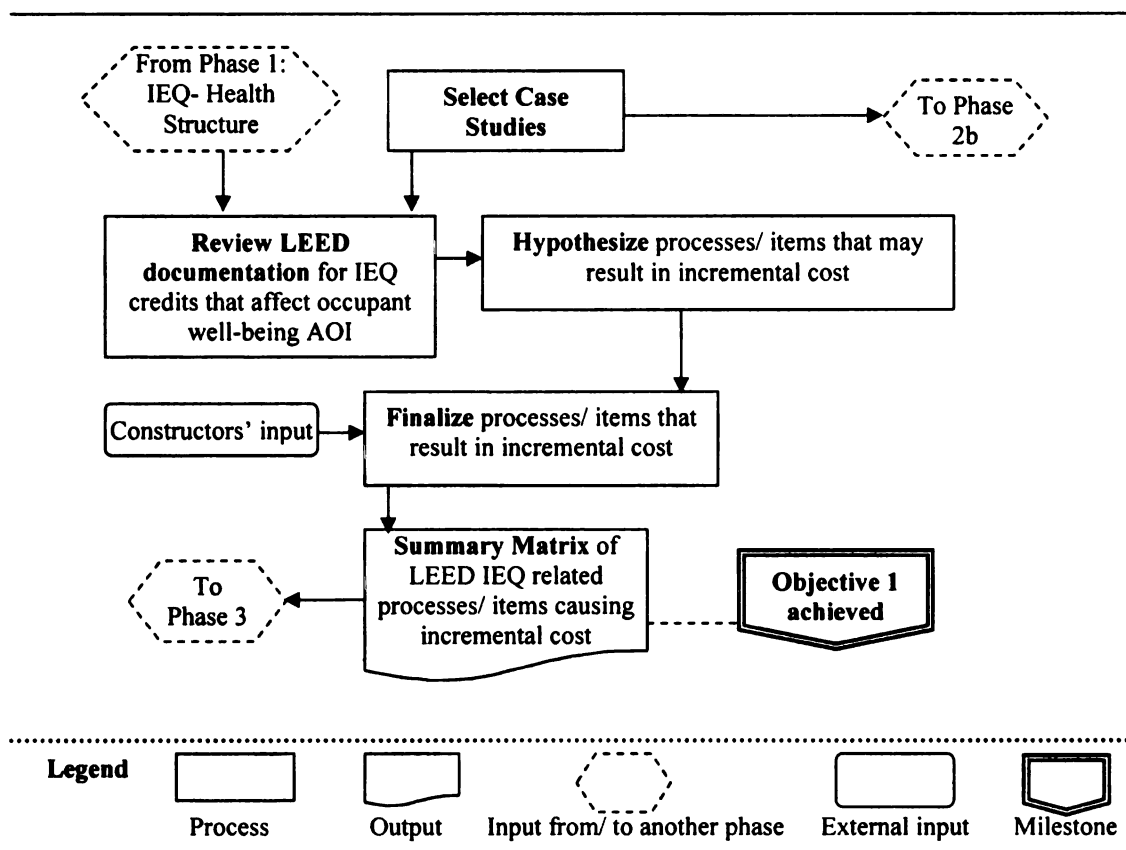 From Phase 1:
IEQ- Health
Structure
Select Case
Studies
To Phase
2b
Review LEED
documentation for IEQ
credits that affect occupant
well-being AOI
Hypothesize processes/ items that may
result in incremental cost
Constructors' input
Finalize processes/ items that
result in incremental cost
To
Phase 3
Summary Matrix of
LEED IEQ related
processes/ items causing
incremental cost
Objective 1
achieved
Legend
Process
Output
Input from/ to another phase
External input
Milestone